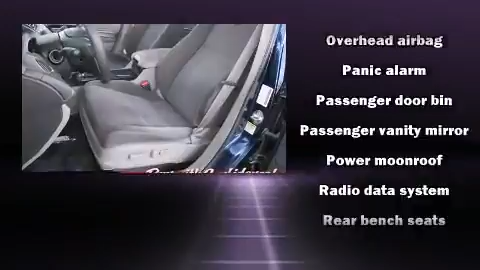 Overhead airbag
Panic alarm
Passenger door bin
Passenger vanity mirror
Power moonroof
Radio data system
Rear bench seats